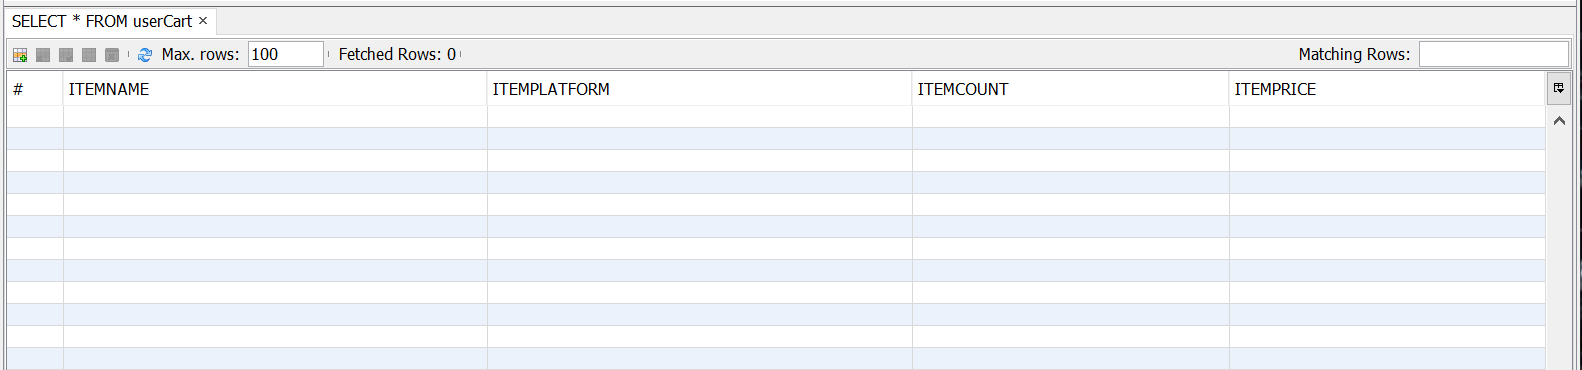 SELECT * FROM userCart ×
Max. rows: 100 Fetched Rows: 0 Matching Rows:
# ITEMNAME ITEMPLATFORM ITEMCOUNT ITEMPRICE